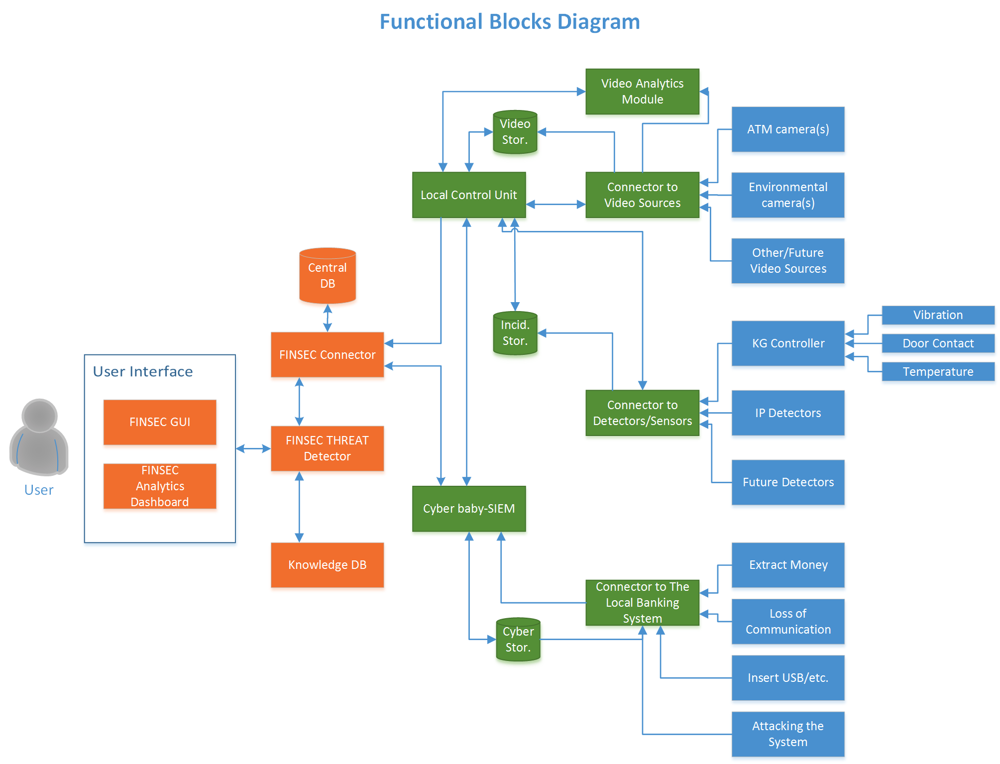 Functional Blocks Diagram
Video Analytics
Module
Video
Stor.
ATM camera(s)
Local Control Unit
Connector to
Video Sources
Environmental
camera(s)
Other/Future
Video Sources
Central
DB
Incid.
Stor.
KG Controller
Vibration
Door Contact
Temperature
FINSEC Connector
User Interface
FINSEC GUI
FINSEC
Analytics
Dashboard
User
FINSEC THREAT
Detector
Connector to
Detectors/Sensors
IP Detectors
Future Detectors
Cyber baby-SIEM
Knowledge DB
Connector to The
Local Banking
System
Cyber
Stor.
Extract Money
Loss of
Communication
Insert USB/etc.
Attacking the
System